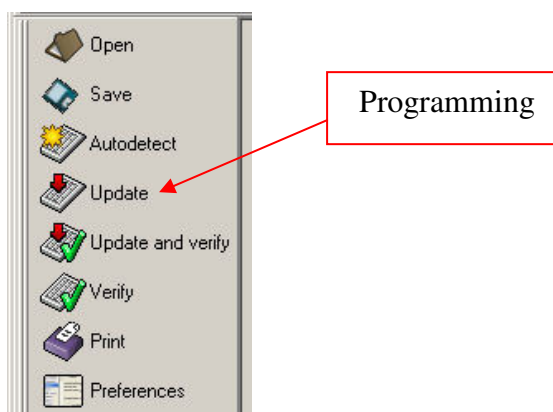 Open
Save
Autodetect
Update
Update and verify
Verify
Print
Preferences
Programming